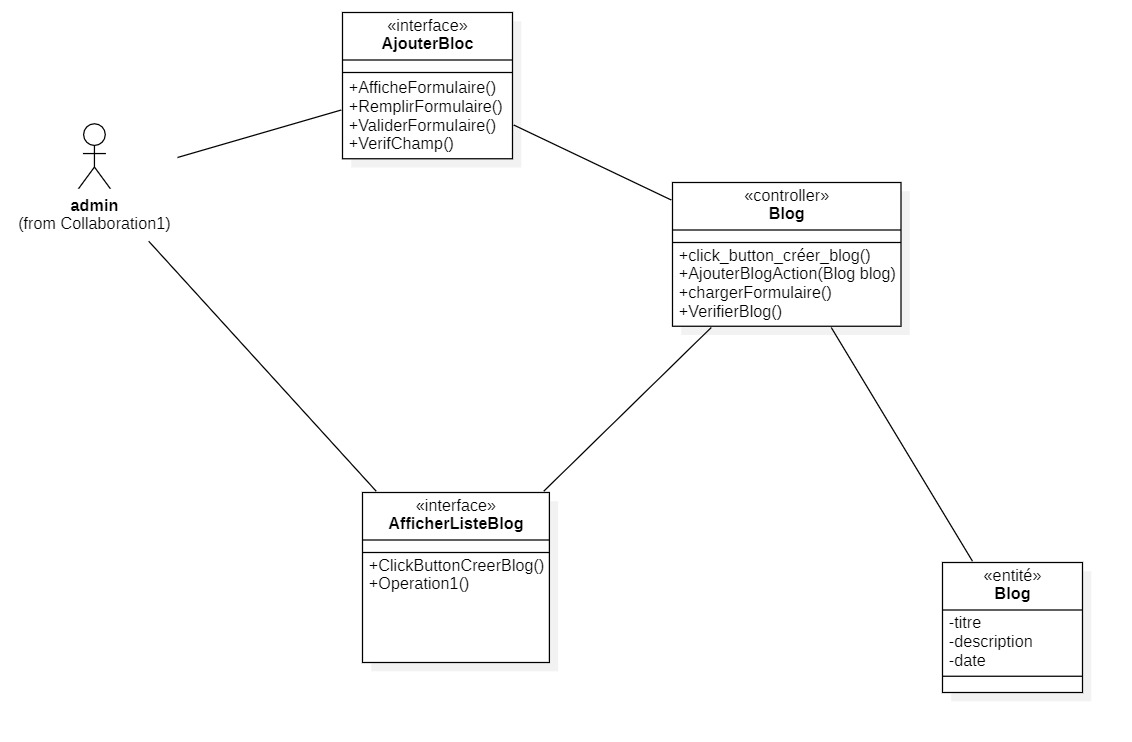 «interface»
AjouterBloc
+AfficheFormulaire()
+RemplirFormulaire()
+ValiderFormulaire()
+VerifChamp()
admin
(from Collaboration1)
«controller»
Blog
+click_button_créer_blog()
+AjouterBlogAction(Blog blog)
+chargerFormulaire()
+VerifierBlog()
«interface»
AfficherListeBlog
+ClickButtonCreerBlog()
+Operation1()
«entité»
Blog
-titre
-description
-date